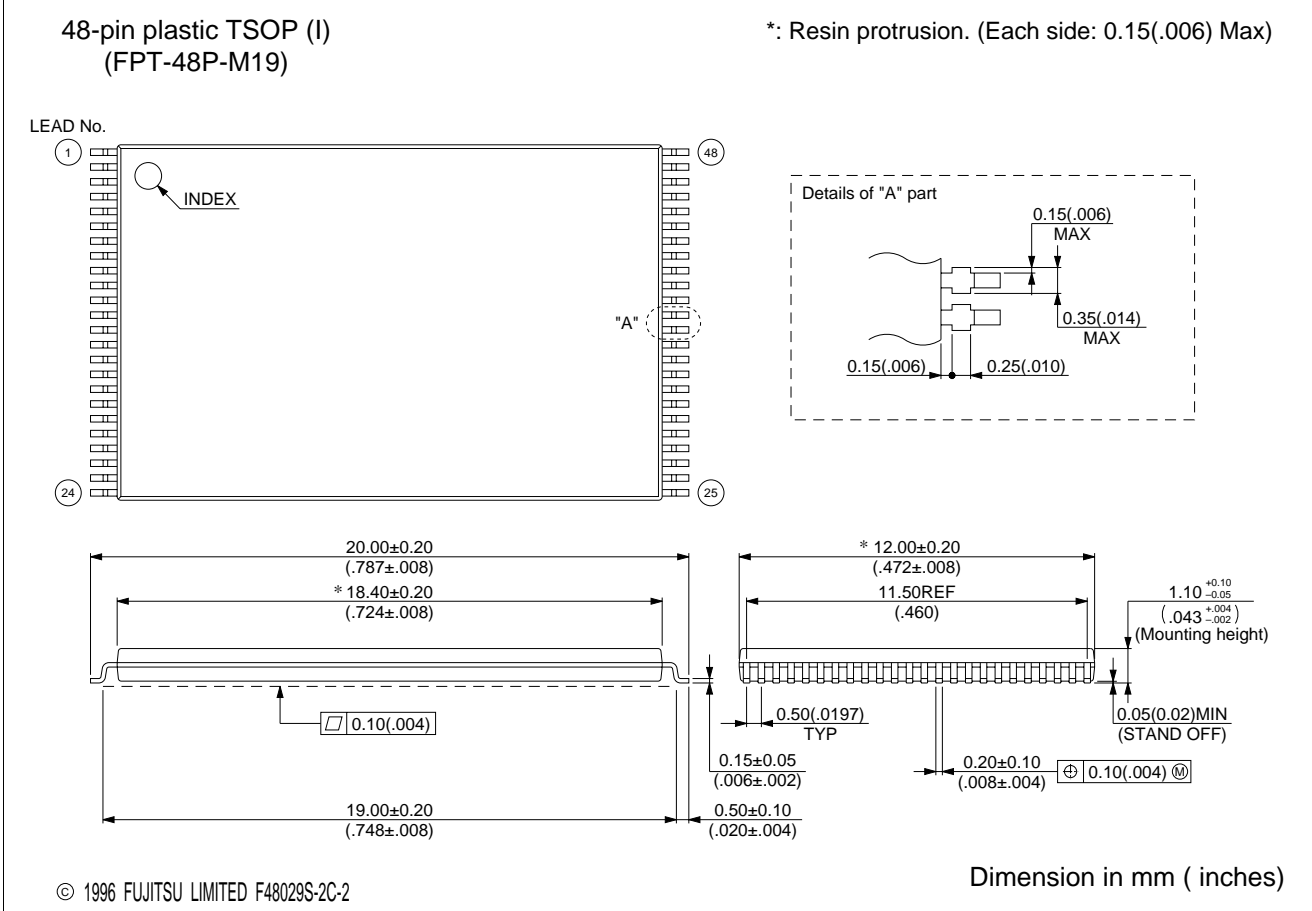 48-pin plastic TSOP (I)
(FPT-48P-M19)
*: Resin protrusion. (Each side: 0.15(.006) Max)
LEAD No.
1
48
INDEX
"A"
24
25
Details of "A" part
0.15(.006)
MAX
0.35(.014)
MAX
0.15(.006)
0.25(.010)
20.00±0.20
(.787±.008)
* 18.40±0.20
(.724±.008)
0.10(.004)
0.15±0.05
(.006±.002)
19.00±0.20
(.748±.008)
0.50±0.10
(.020±.004)
* 12.00±0.20
(.472±.008)
11.50REF
(.460)
1.10 +0.10 –0.05
(.043 +.004 –.002)
(Mounting height)
0.50(.0197)
TYP
0.05(0.02)MIN
(STAND OFF)
0.20±0.10
(.008±.004)
0.10(.004) Ⓜ
© 1996 FUJITSU LIMITED F48029S-2C-2
Dimension in mm ( inches)